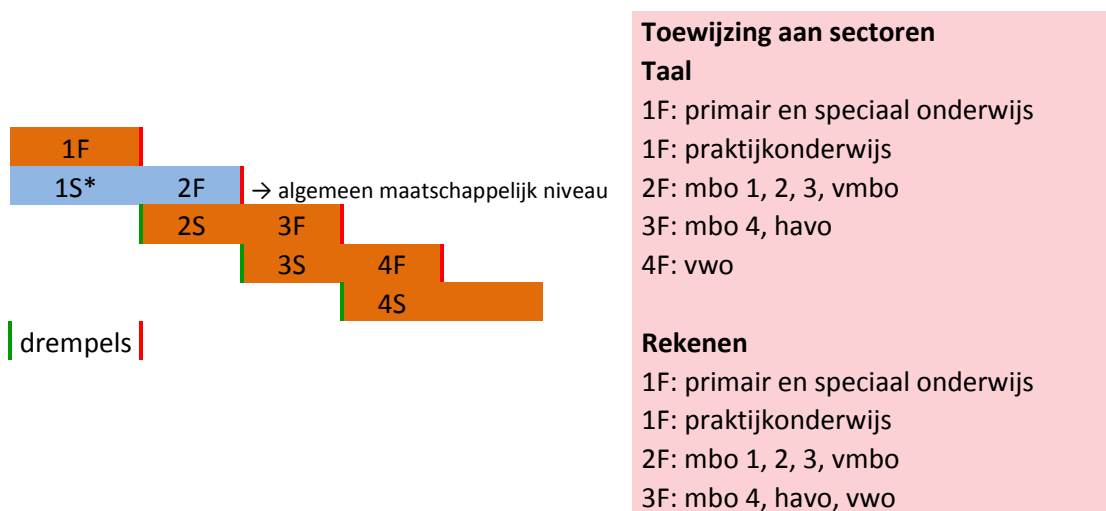 1F
1S* 2F → algemeen maatschappelijk niveau
2S 3F
3S 4F
4S
drempels
Toewijzing aan sectoren
Taal
1F: primair en speciaal onderwijs
1F: praktijkonderwijs
2F: mbo 1, 2, 3, vmbo
3F: mbo 4, havo
4F: vwo
Rekenen
1F: primair en speciaal onderwijs
1F: praktijkonderwijs
2F: mbo 1, 2, 3, vmbo
3F: mbo 4, havo, vwo